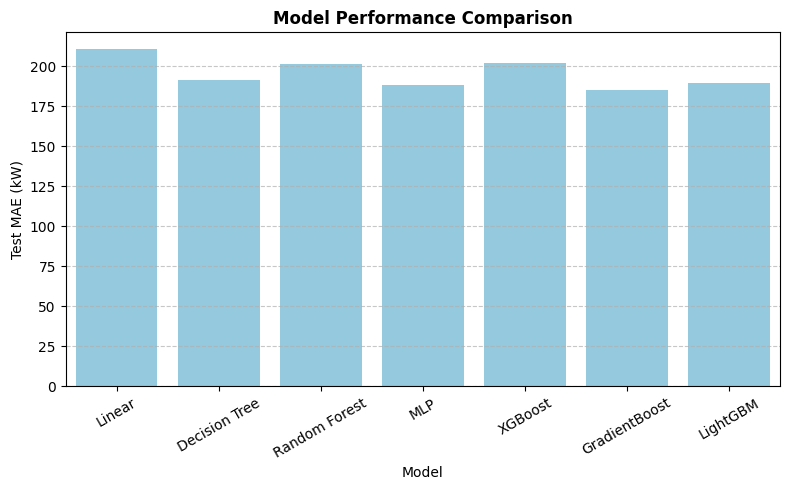 Model Performance Comparison
Test MAE (kW)
200
175
150
125
100
75
50
25
0
Linear
Decision Tree
Random Forest
MLP
XGBoost
GradientBoost
LightGBM
Model